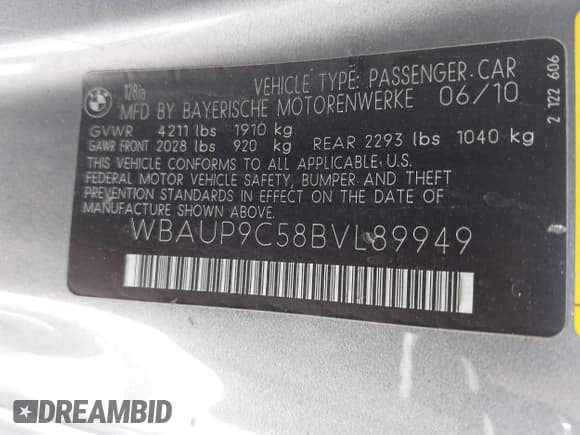 BMW
128ia
VEHICLE TYPE: PASSENGER CAR
MFD BY BAYERISCHE MOTORENWERKE 06/10
GVWR 4211 lbs 1910 kg
GAWR FRONT 2028 lbs 920 kg REAR 2293 lbs 1040 kg
THIS VEHICLE CONFORMS TO ALL APPLICABLE U.S.
FEDERAL MOTOR VEHICLE SAFETY, BUMPER AND THEFT
PREVENTION STANDARDS IN EFFECT ON THE DATE OF
MANUFACTURE SHOWN ABOVE.
WBAUP9C58BVL89949
2 122 606
DREAMBID